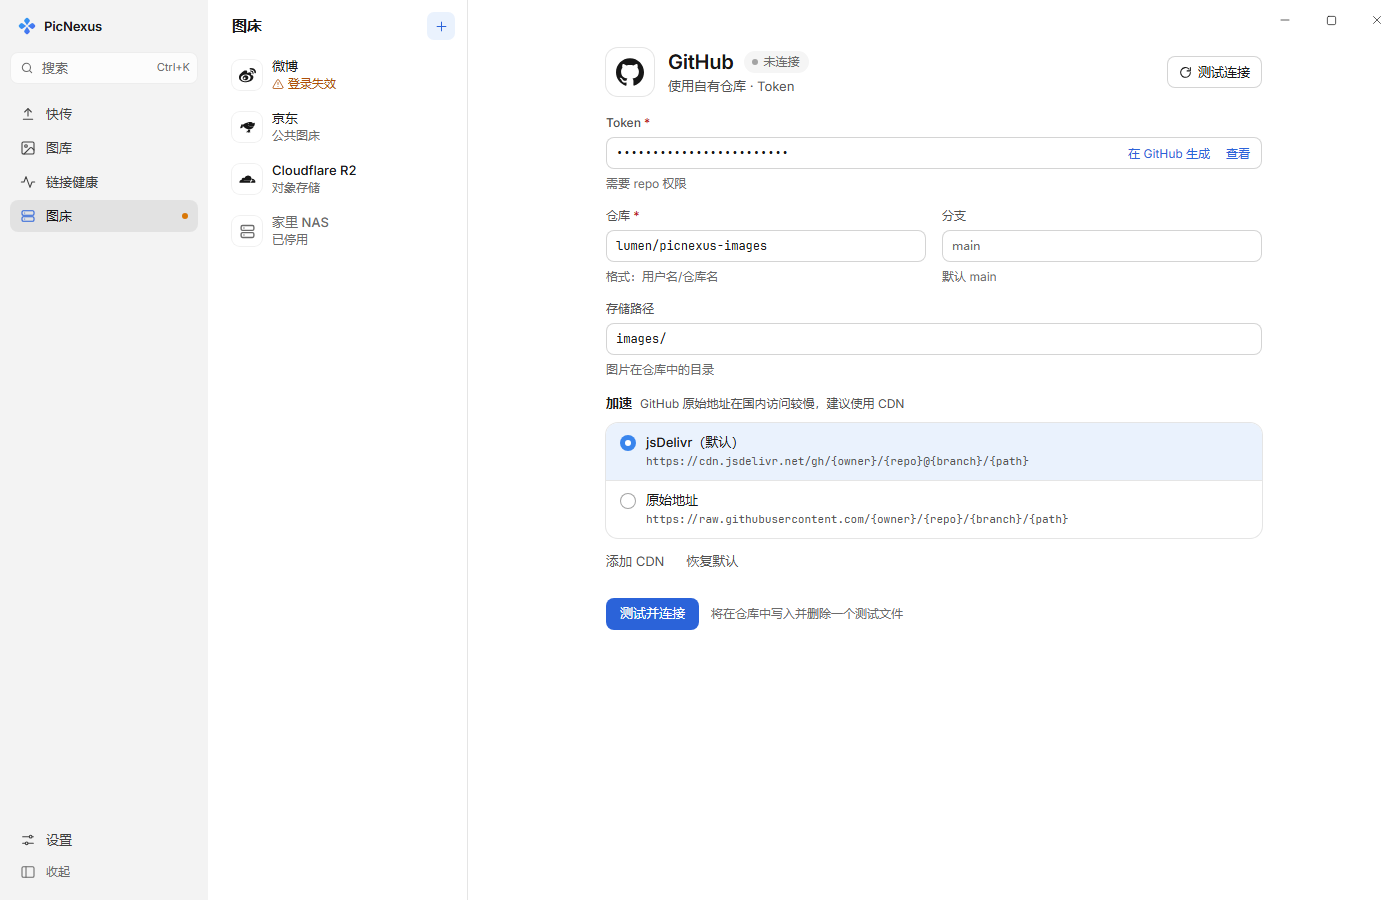 PicNexus
搜索 Ctrl+K
快传
图库
链接健康
图床
设置
收起
图床
微博
登录失效
京东
公共图床
Cloudflare R2
对象存储
家里 NAS
已停用
GitHub 未连接
使用自有仓库 · Token
测试连接
Token *
•••••••••••••••••••••••• 在 GitHub 生成 查看
需要 repo 权限
仓库 * 分支
lumen/picnexus-images main
格式：用户名/仓库名 默认 main
存储路径
images/
图片在仓库中的目录
加速 GitHub 原始地址在国内访问较慢，建议使用 CDN
jsDelivr（默认）
https://cdn.jsdelivr.net/gh/{owner}/{repo}@{branch}/{path}
原始地址
https://raw.githubusercontent.com/{owner}/{repo}/{branch}/{path}
添加 CDN 恢复默认
测试并连接 将在仓库中写入并删除一个测试文件